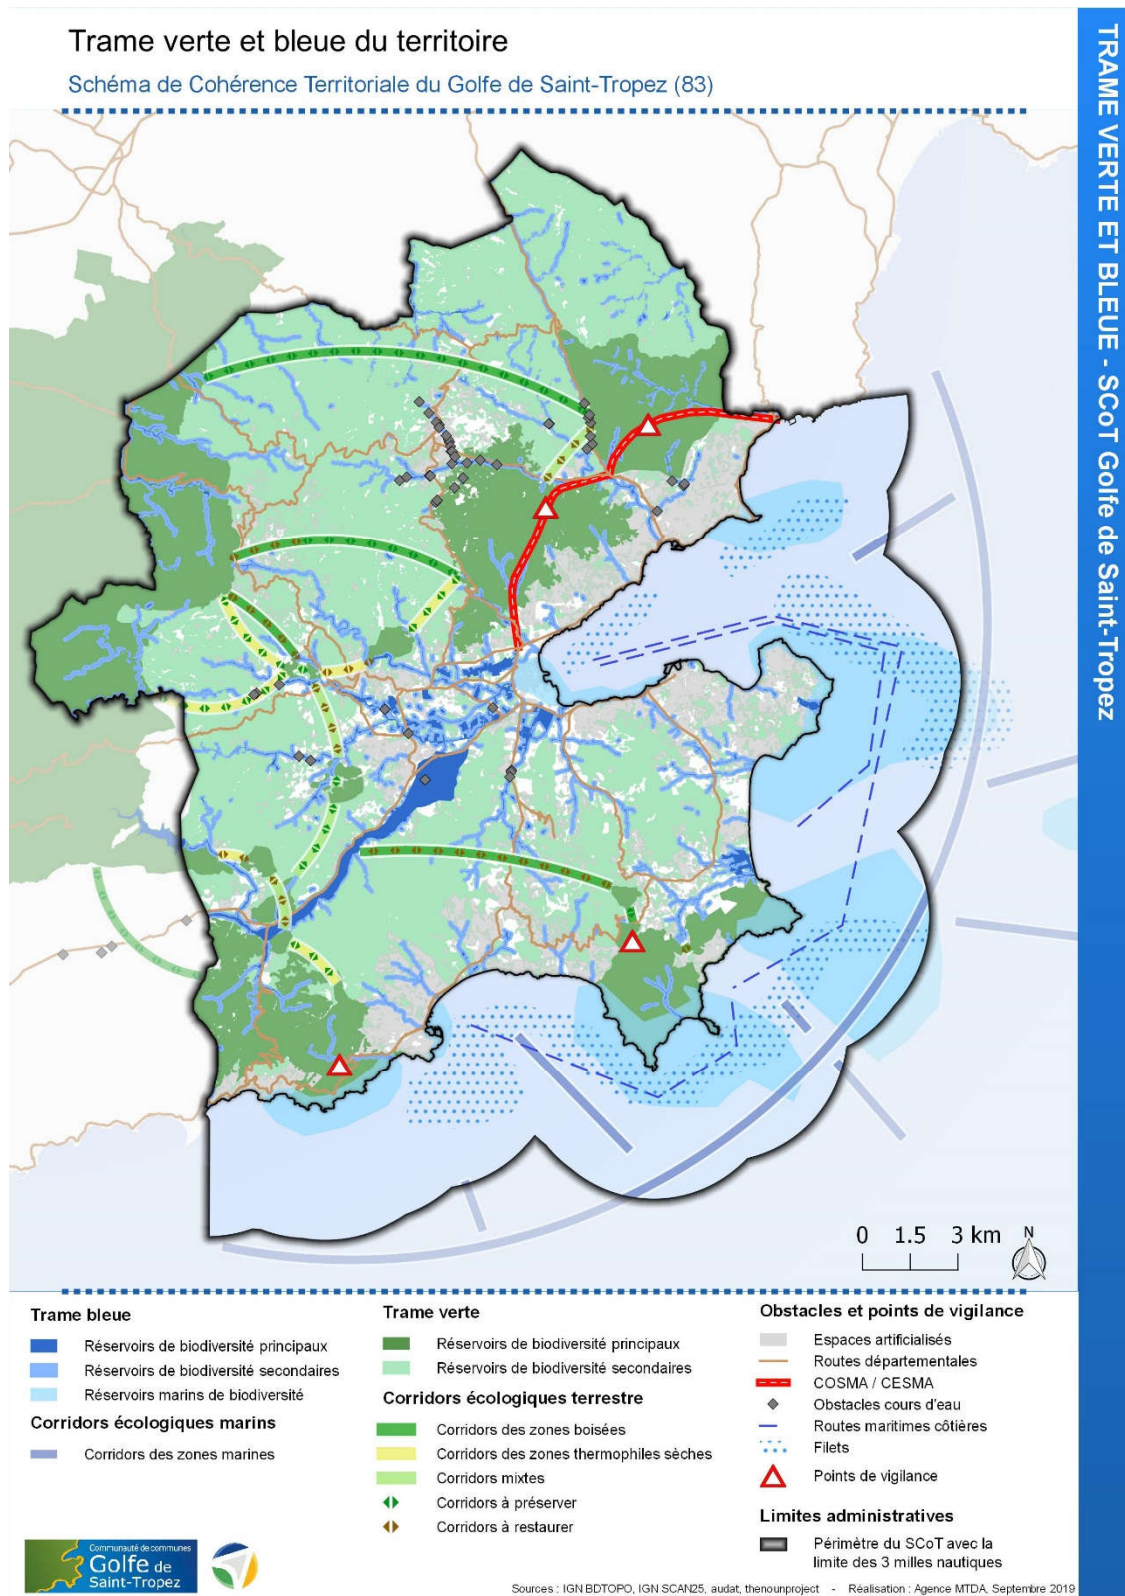 Trame verte et bleue du territoire
Schéma de Cohérence Territoriale du Golfe de Saint-Tropez (83)
TRAME VERTE ET BLEUE - SCoT Golfe de Saint-Tropez
0 1.5 3 km
N
Trame bleue
Réservoirs de biodiversité principaux
Réservoirs de biodiversité secondaires
Réservoirs marins de biodiversité
Corridors écologiques marins
Corridors des zones marines
Trame verte
Réservoirs de biodiversité principaux
Réservoirs de biodiversité secondaires
Corridors écologiques terrestre
Corridors des zones boisées
Corridors des zones thermophiles sèches
Corridors mixtes
Corridors à préserver
Corridors à restaurer
Obstacles et points de vigilance
Espaces artificialisés
Routes départementales
COSMA / CESMA
Obstacles cours d'eau
Routes maritimes côtières
Filets
Points de vigilance
Limites administratives
Périmètre du SCoT avec la
limite des 3 milles nautiques
Communauté de communes
Golfe de
Saint-Tropez
Sources : IGN BDTOPO, IGN SCAN25, audat, thenounproject - Réalisation : Agence MTDA, Septembre 2019